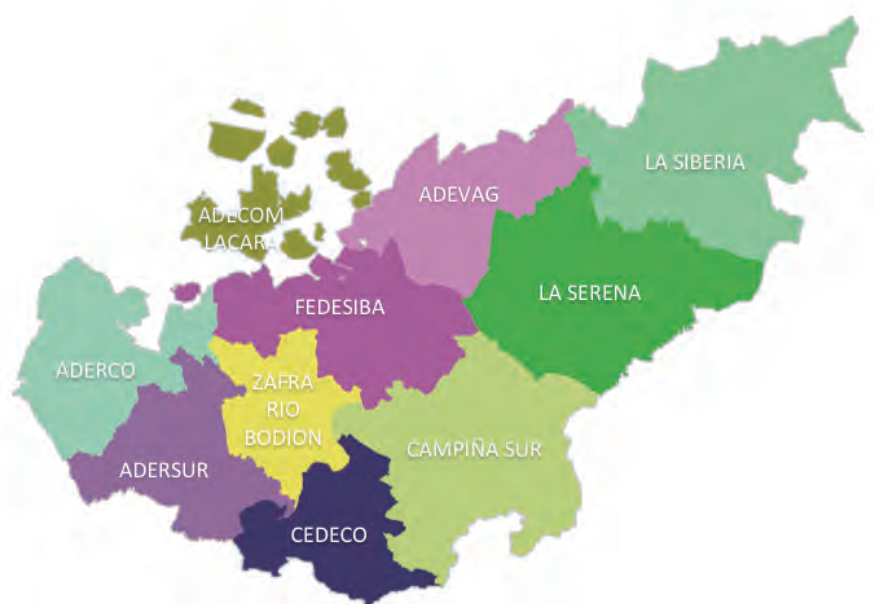 LA SIBERIA
ADEVAG
ADECOM
LACARA
LA SERENA
FEDESIBA
ADERCO
ZAFRA
RIO
BODION
CAMPIÑA SUR
ADERSUR
CEDECO